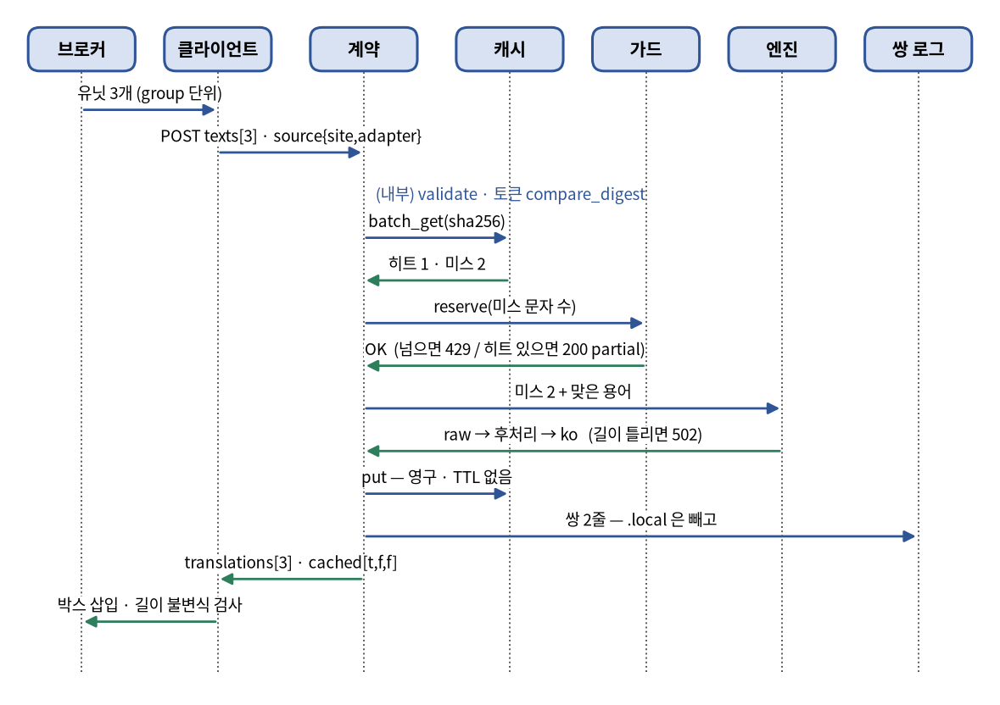 브로커
클라이언트
계약
캐시
가드
엔진
쌍 로그
유닛 3개 (group 단위)
POST texts[3] · source{site,adapter}
(내부) validate · 토큰 compare_digest
batch_get(sha256)
히트 1 · 미스 2
reserve(미스 문자 수)
OK (넘으면 429 / 히트 있으면 200 partial)
미스 2 + 맞은 용어
raw → 후처리 → ko (길이 틀리면 502)
put — 영구 · TTL 없음
쌍 2줄 — .local 은 빼고
translations[3] · cached[t,f,f]
박스 삽입 · 길이 불변식 검사